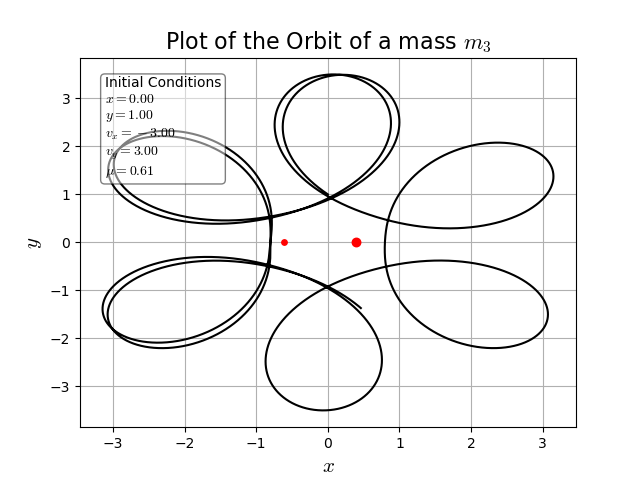 Plot of the Orbit of a mass m₃
Initial Conditions
x = 0.00
y = 1.00
vₓ = −3.00
v_y = 3.00
μ = 0.61
3
2
1
0
−1
−2
−3
y
−3 −2 −1 0 1 2 3
x